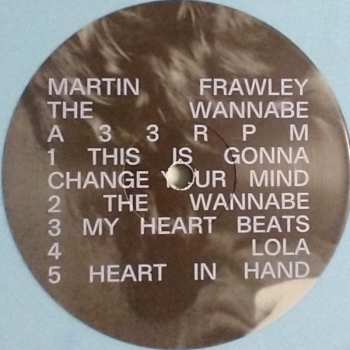 MARTIN FRAWLEY
THE WANNABE
A 3 3 R P M
1 THIS IS GONNA
CHANGE YOUR MIND
2 THE WANNABE
3 MY HEART BEATS
4 LOLA
5 HEART IN HAND